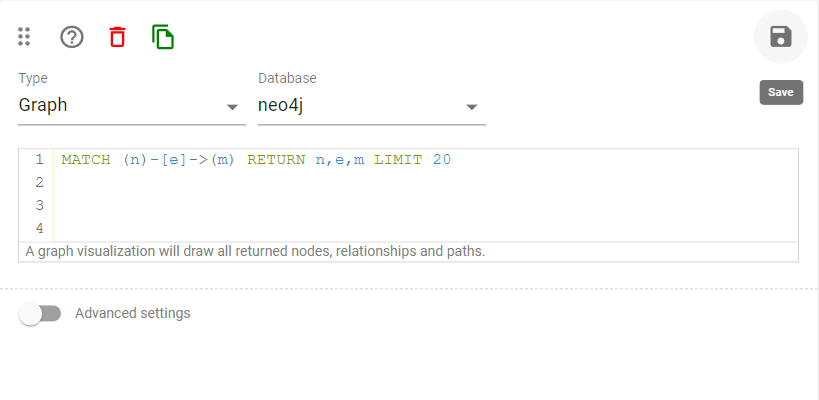 Type
Database
Graph
neo4j
Save
1 MATCH (n)-[e]->(m) RETURN n,e,m LIMIT 20
2
3
4
A graph visualization will draw all returned nodes, relationships and paths.
Advanced settings